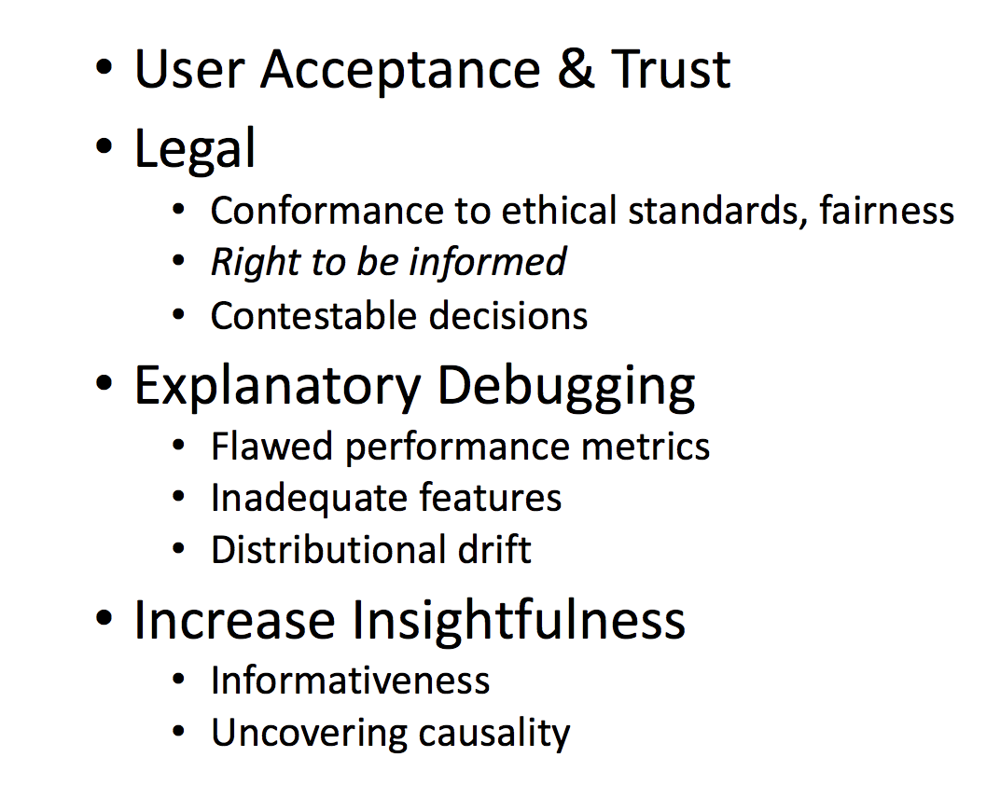 • User Acceptance & Trust
• Legal
• Conformance to ethical standards, fairness
• Right to be informed
• Contestable decisions
• Explanatory Debugging
• Flawed performance metrics
• Inadequate features
• Distributional drift
• Increase Insightfulness
• Informativeness
• Uncovering causality